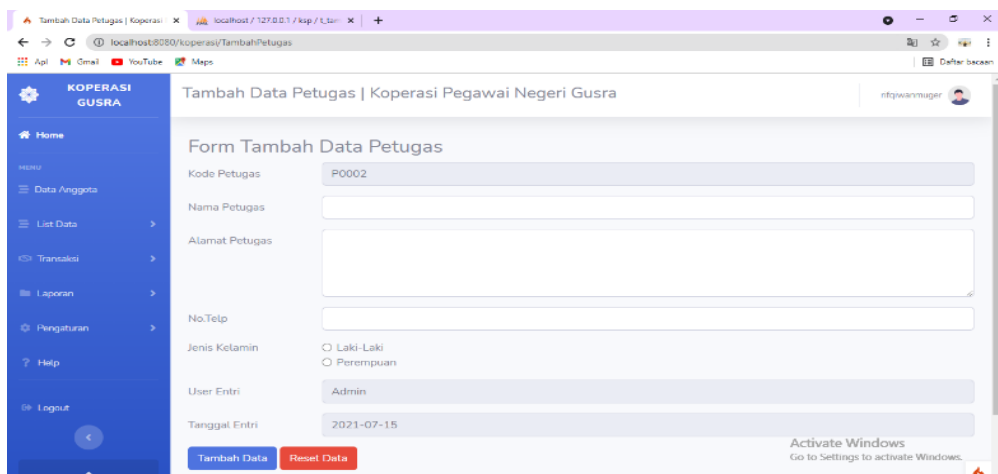 Tambah Data Petugas | Koperasi
localhost / 127.0.0.1 / ksp / t_tam
localhost:8080/koperasi/TambahPetugas
Apl
Gmail
YouTube
Maps
Daftar bacaan
KOPERASI
GUSRA
Tambah Data Petugas | Koperasi Pegawai Negeri Gusra
rifqiwanmuger
Home
MENU
Data Anggota
List Data
Transaksi
Laporan
Pengaturan
Help
Logout
Form Tambah Data Petugas
Kode Petugas
P0002
Nama Petugas
Alamat Petugas
No.Telp
Jenis Kelamin
Laki-Laki
Perempuan
User Entri
Admin
Tanggal Entri
2021-07-15
Tambah Data
Reset Data
Activate Windows
Go to Settings to activate Windows.